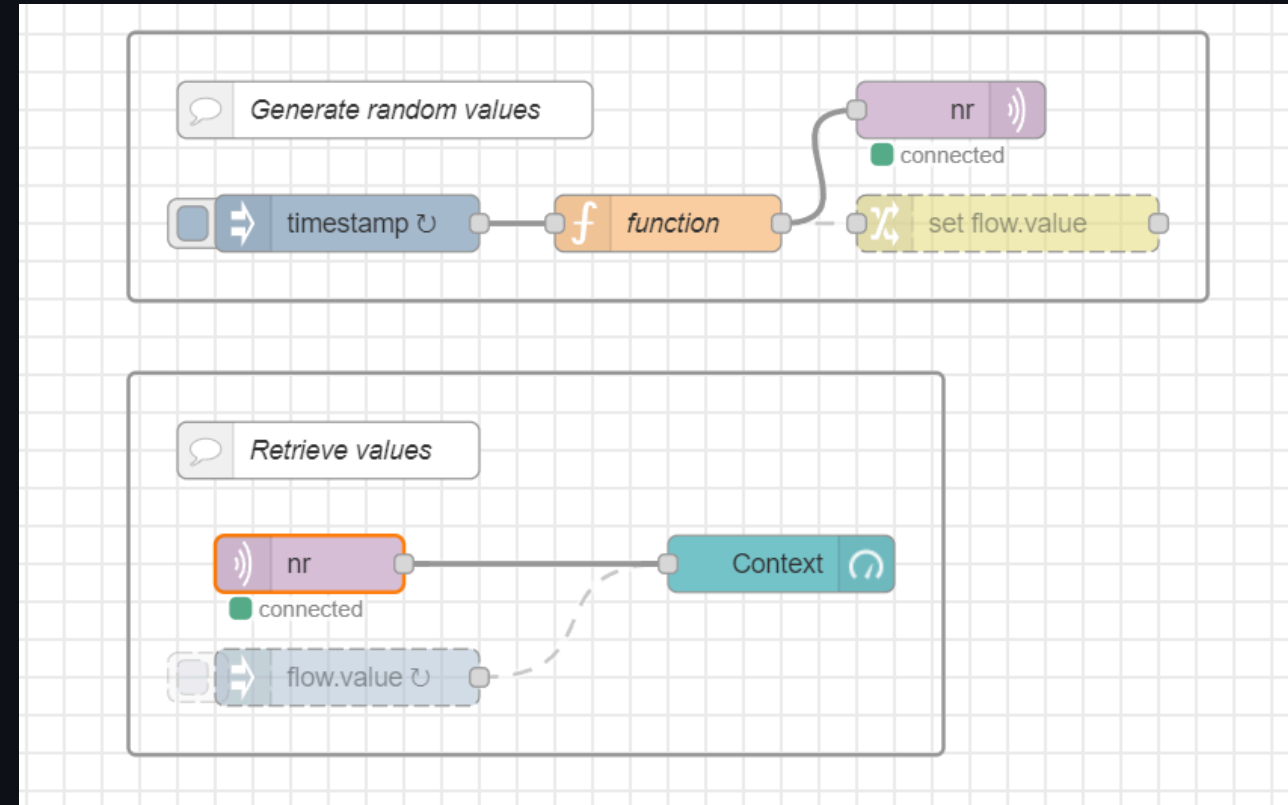 Generate random values
nr
connected
timestamp ↻
function
set flow.value
Retrieve values
nr
Context
connected
flow.value ↻